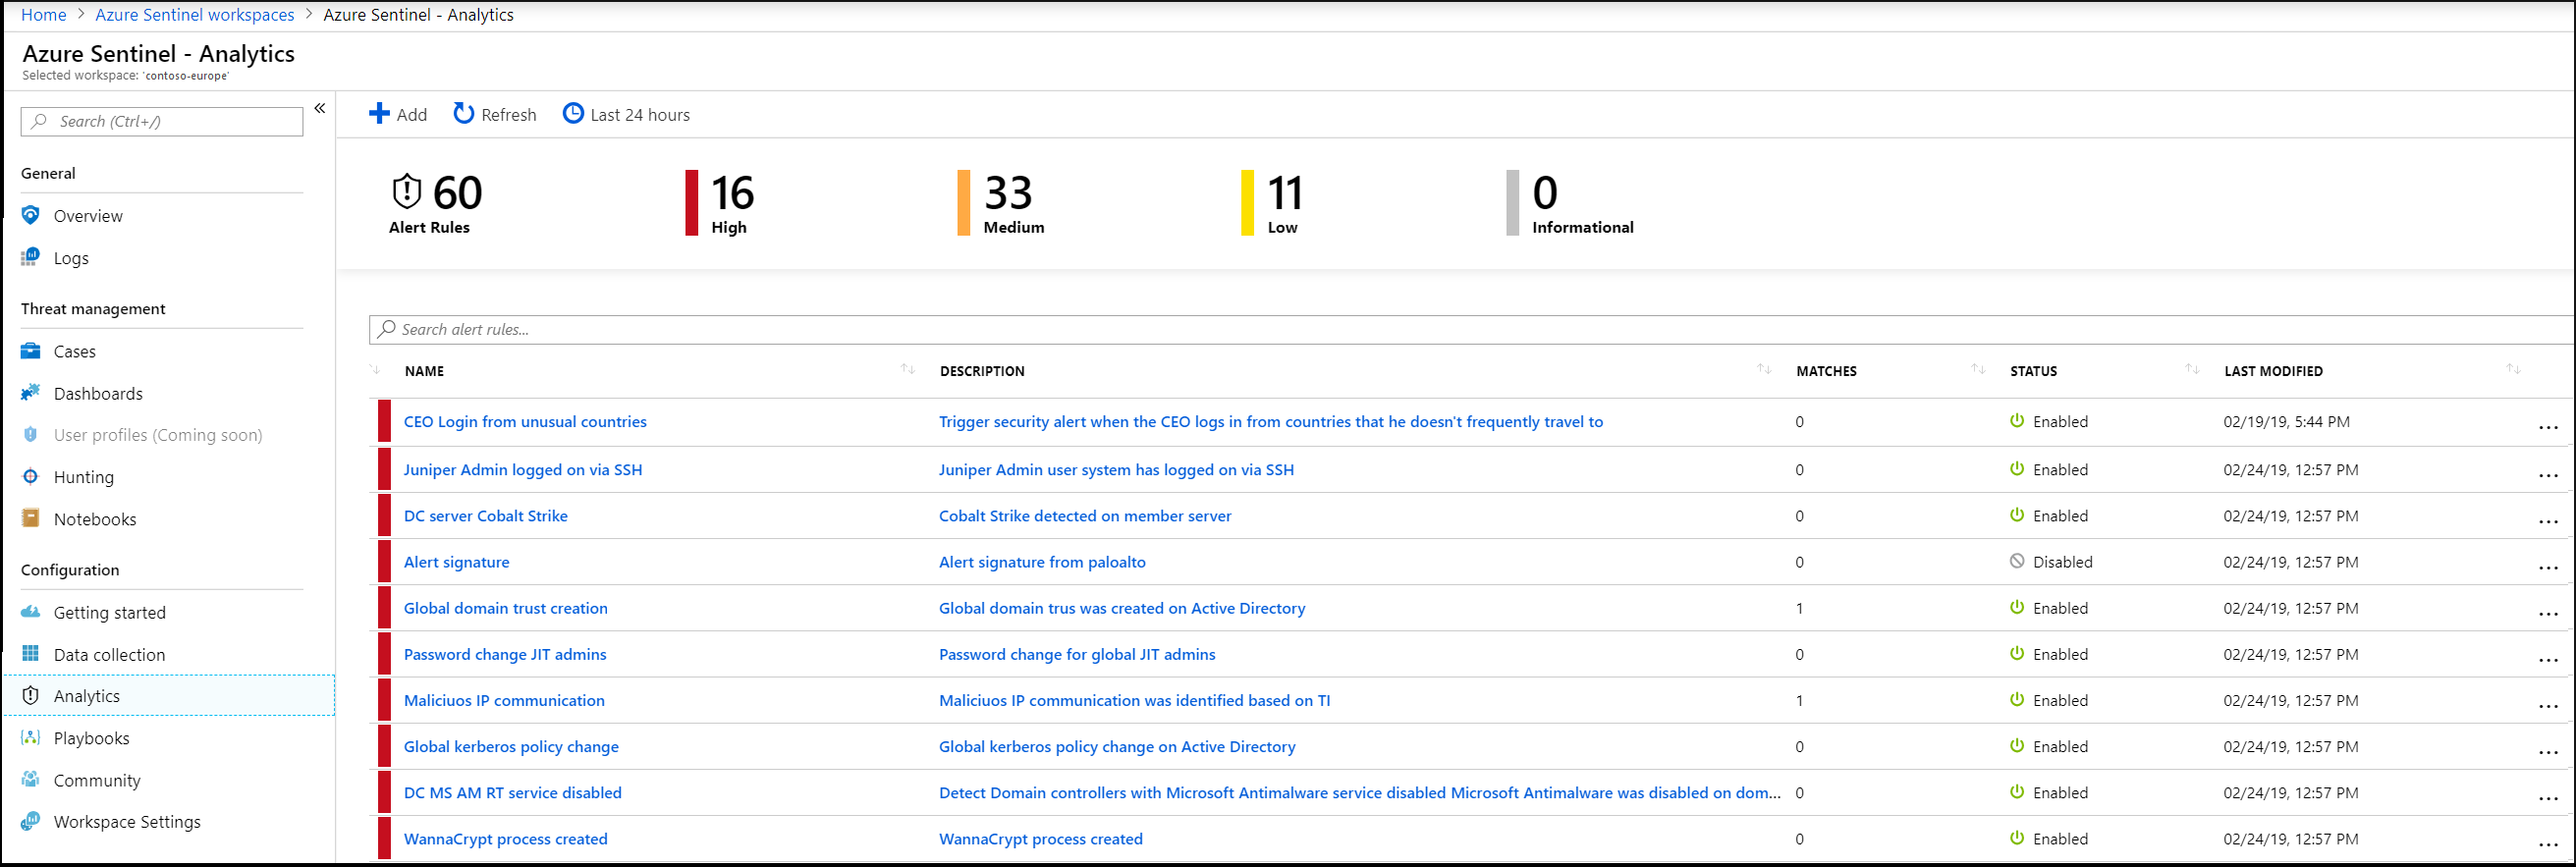 Home > Azure Sentinel workspaces > Azure Sentinel - Analytics
Azure Sentinel - Analytics
Selected workspace: 'contoso-europe'
Search (Ctrl+/)
«
Add Refresh Last 24 hours
General
Overview
Logs
Threat management
Cases
Dashboards
User profiles (Coming soon)
Hunting
Notebooks
Configuration
Getting started
Data collection
Analytics
Playbooks
Community
Workspace Settings
60 Alert Rules
16 High
33 Medium
11 Low
0 Informational
Search alert rules...
NAME DESCRIPTION MATCHES STATUS LAST MODIFIED
CEO Login from unusual countries Trigger security alert when the CEO logs in from countries that he doesn't frequently travel to 0 Enabled 02/19/19, 5:44 PM ...
Juniper Admin logged on via SSH Juniper Admin user system has logged on via SSH 0 Enabled 02/24/19, 12:57 PM ...
DC server Cobalt Strike Cobalt Strike detected on member server 0 Enabled 02/24/19, 12:57 PM ...
Alert signature Alert signature from paloalto 0 Disabled 02/24/19, 12:57 PM ...
Global domain trust creation Global domain trus was created on Active Directory 1 Enabled 02/24/19, 12:57 PM ...
Password change JIT admins Password change for global JIT admins 0 Enabled 02/24/19, 12:57 PM ...
Maliciuos IP communication Maliciuos IP communication was identified based on TI 1 Enabled 02/24/19, 12:57 PM ...
Global kerberos policy change Global kerberos policy change on Active Directory 0 Enabled 02/24/19, 12:57 PM ...
DC MS AM RT service disabled Detect Domain controllers with Microsoft Antimalware service disabled Microsoft Antimalware was disabled on dom... 0 Enabled 02/24/19, 12:57 PM ...
WannaCrypt process created WannaCrypt process created 0 Enabled 02/24/19, 12:57 PM ...